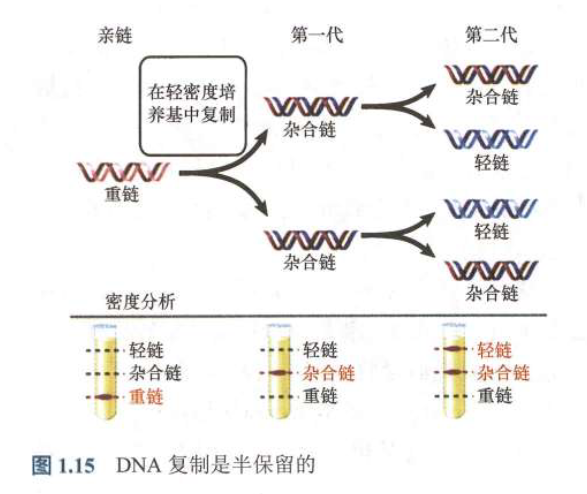 亲链
第一代
第二代
在轻密度培
养基中复制
重链
杂合链
杂合链
杂合链
轻链
轻链
杂合链
密度分析
轻链
杂合链
重链
轻链
杂合链
重链
轻链
杂合链
重链
图 1.15 DNA 复制是半保留的